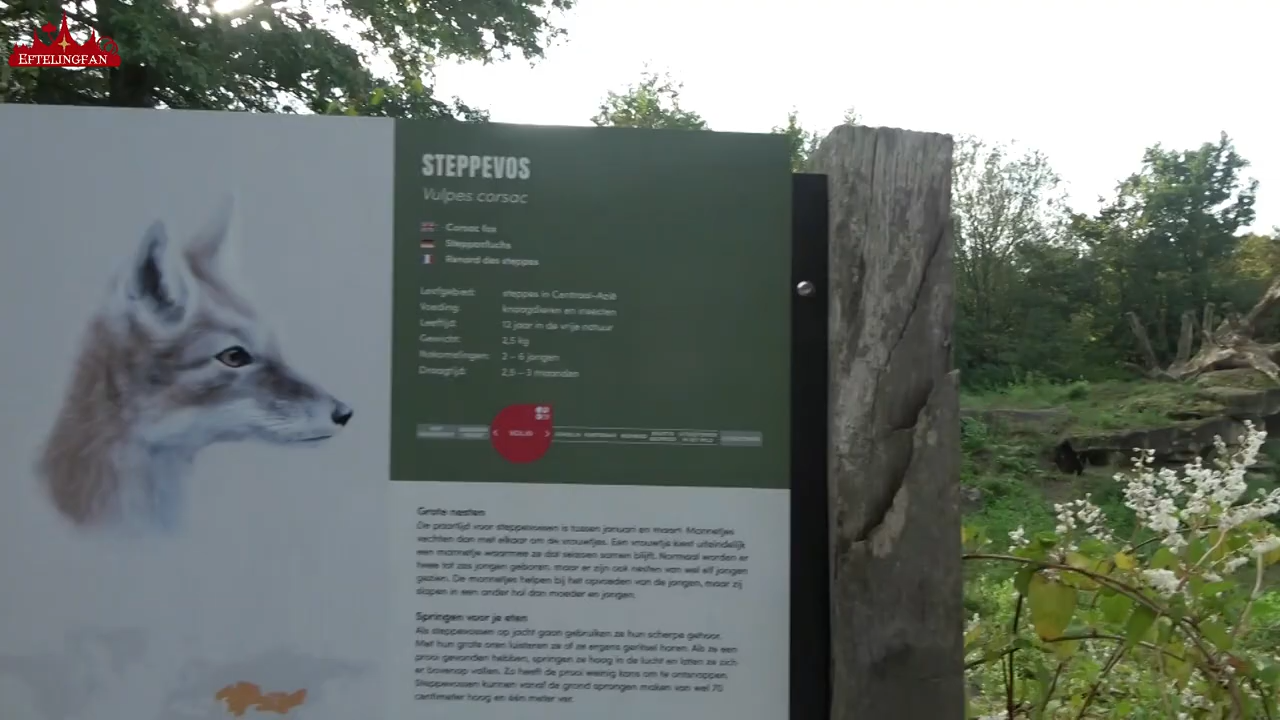 EFTELINGFAN
STEPPEVOS
Vulpes corsac
Corsac fox
Steppenfuchs
Renard des steppes
Leefgebied: steppes in Centraal-Azië
Voeding: knaagdieren en insecten
Leeftijd: 12 jaar in de vrije natuur
Gewicht: 2,5 kg
Nakomelingen: 2 - 6 jongen
Draagtijd: 2,5 - 3 maanden
Grote nesten
De paartijd voor steppevossen is tussen januari en maart. Mannetjes
vechten dan met elkaar om de vrouwtjes. Een vrouwtje kiest uiteindelijk
een mannetje waarmee ze dat seizoen samen blijft. Normaal worden er
twee tot zes jongen geboren, maar er zijn ook nesten van wel elf jongen
gezien. De mannetjes helpen bij het opvoeden van de jongen, maar zij
slapen in een ander hol dan moeder en jongen.
Springen voor je eten
Als steppevossen op jacht gaan gebruiken ze hun scherpe gehoor.
Met hun grote oren luisteren ze of ze ergens geritsel horen. Als ze een
prooi gevonden hebben, springen ze hoog in de lucht en laten ze zich
er bovenop vallen. Zo heeft de prooi weinig kans om te ontsnappen.
Steppevossen kunnen vanaf de grond sprongen maken van wel 70
centimeter hoog en één meter ver.